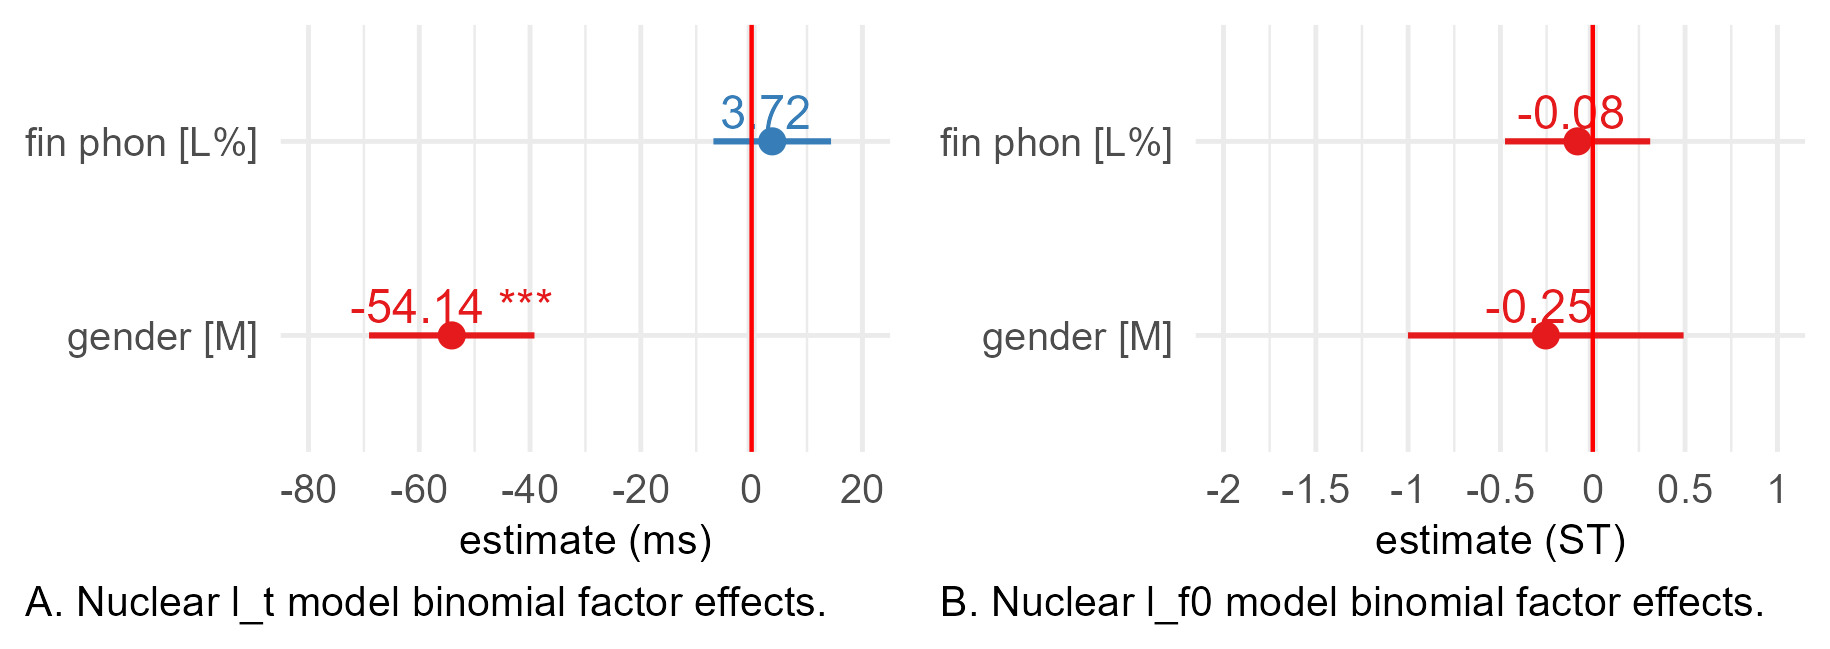 3.72
fin phon [L%]
-54.14 ***
gender [M]
-80 -60 -40 -20 0 20
estimate (ms)
A. Nuclear l_t model binomial factor effects.
-0.08
fin phon [L%]
-0.25
gender [M]
-2 -1.5 -1 -0.5 0 0.5 1
estimate (ST)
B. Nuclear l_f0 model binomial factor effects.